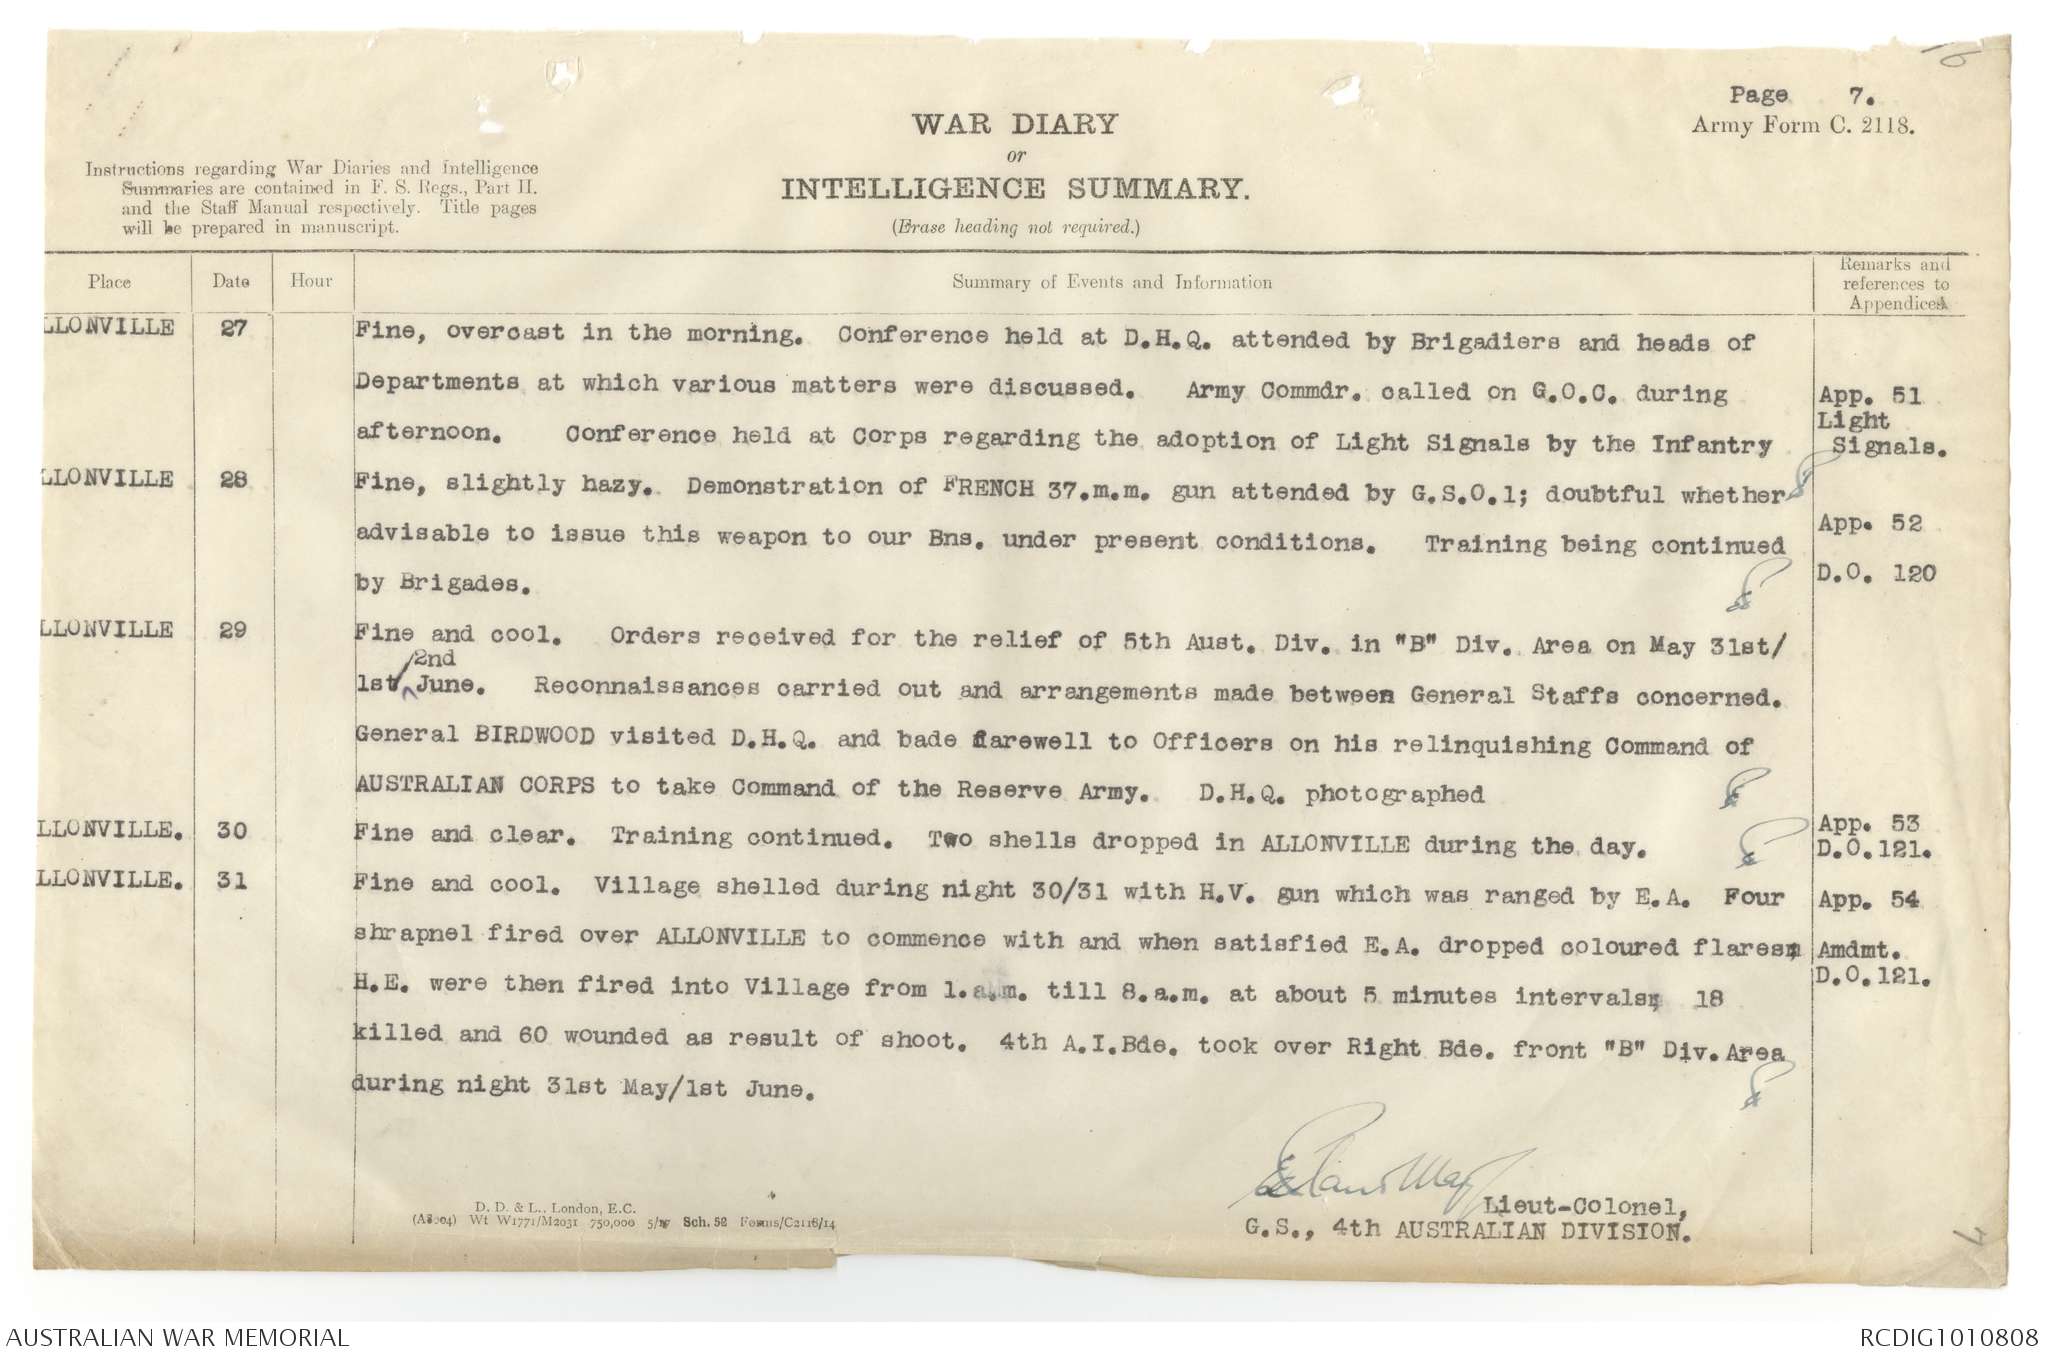 16
Page 7.
Army Form C. 2118.
WAR DIARY
or
INTELLIGENCE SUMMARY.
(Erase heading not required.)
Instructions regarding War Diaries and Intelligence
Summaries are contained in F. S. Regs., Part II.
and the Staff Manual respectively. Title pages
will be prepared in manuscript.
Place Date Hour Summary of Events and Information Remarks and
references to
Appendices
LLONVILLE 27 Fine, overcast in the morning. Conference held at D.H.Q. attended by Brigadiers and heads of
Departments at which various matters were discussed. Army Commdr. called on G.O.C. during App. 51
Light
afternoon. Conference held at Corps regarding the adoption of Light Signals by the Infantry Signals.
LLONVILLE 28 Fine, slightly hazy. Demonstration of FRENCH 37.m.m. gun attended by G.S.O.1; doubtful whether
App. 52
advisable to issue this weapon to our Bns. under present conditions. Training being continued
D.O. 120
by Brigades.
LLONVILLE 29 Fine and cool. Orders received for the relief of 5th Aust. Div. in "B" Div. Area on May 31st/
2nd
1st/ June. Reconnaissances carried out and arrangements made between General Staffs concerned.
General BIRDWOOD visited D.H.Q. and bade farewell to Officers on his relinquishing Command of
AUSTRALIAN CORPS to take Command of the Reserve Army. D.H.Q. photographed
LLONVILLE. 30 Fine and clear. Training continued. Two shells dropped in ALLONVILLE during the day. App. 53
D.O.121.
LLONVILLE. 31 Fine and cool. Village shelled during night 30/31 with H.V. gun which was ranged by E.A. Four App. 54
shrapnel fired over ALLONVILLE to commence with and when satisfied E.A. dropped coloured flares, Amdmt.
D.O.121.
H.E. were then fired into Village from 1.a.m. till 8.a.m. at about 5 minutes intervals, 18
killed and 60 wounded as result of shoot. 4th A.I.Bde. took over Right Bde. front "B" Div. Area
during night 31st May/1st June.
Lieut-Colonel,
G.S., 4th AUSTRALIAN DIVISION.
D. D. & L., London, E.C.
(A8004) Wt W1771/M2031 750,000 5/17 Sch. 52 Forms/C2118/14
AUSTRALIAN WAR MEMORIAL
RCDIG1010808